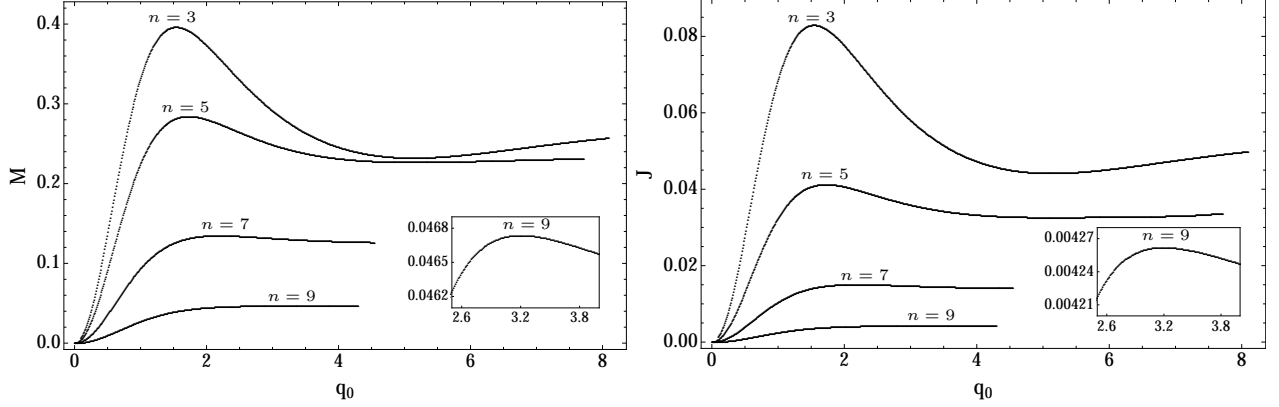 n = 3
0.4
n = 5
0.3
M
0.2
n = 7
n = 9
0.0468
0.0465
0.0462
2.6 3.2 3.8
0.1
n = 9
0.0
0 2 4 6 8
q0
n = 3
0.08
0.06
J
n = 5
0.04
n = 9
0.00427
0.00424
0.00421
2.6 3.2 3.8
0.02
n = 7
n = 9
0.00
0 2 4 6 8
q0